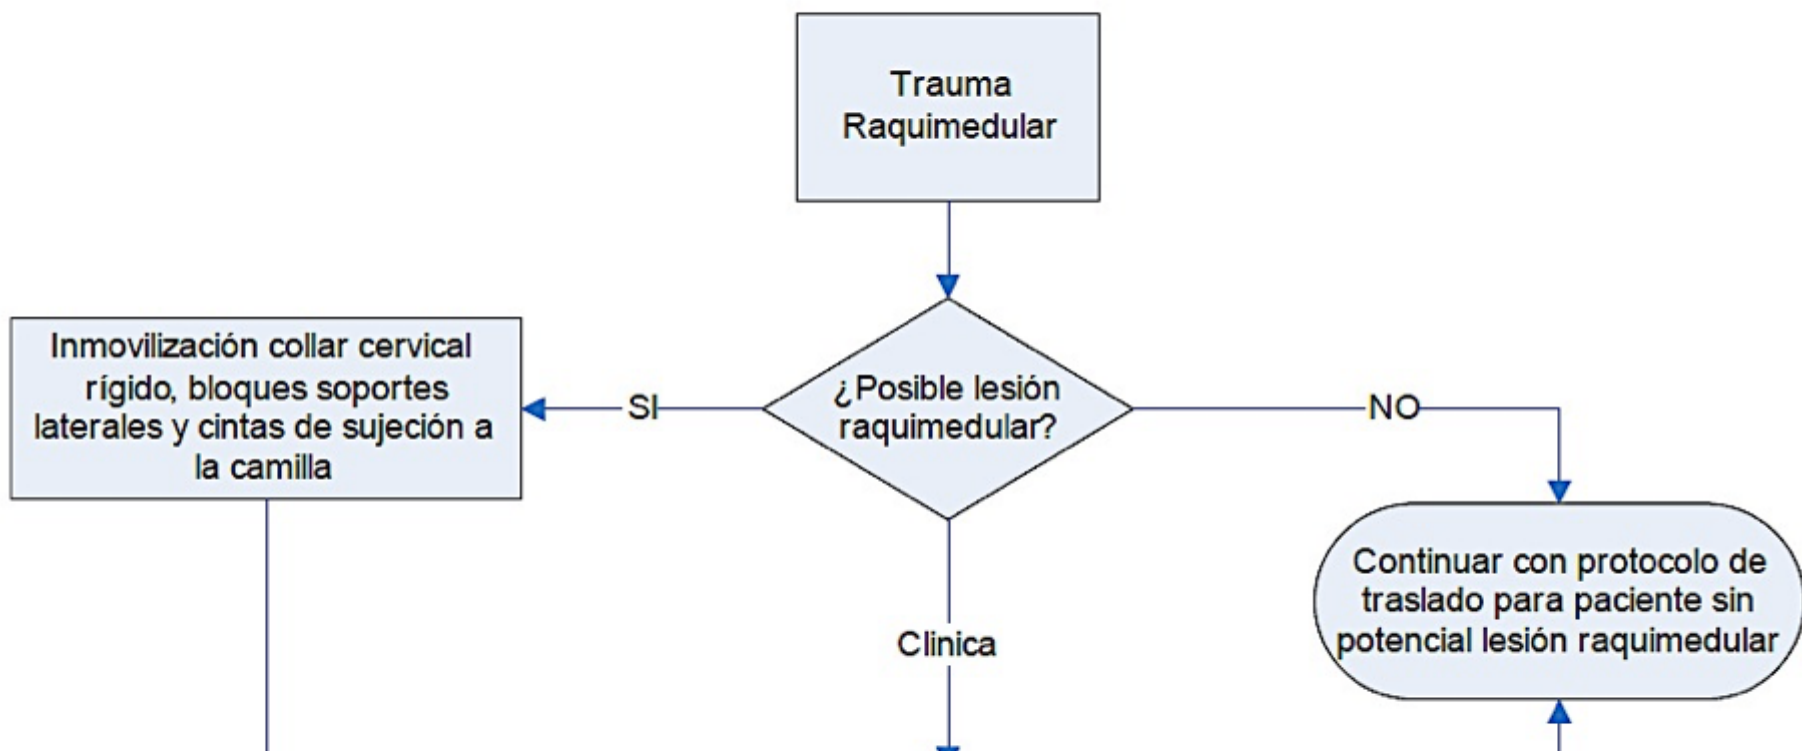 Trauma
Raquimedular
Inmovilización collar cervical
rígido, bloques soportes
laterales y cintas de sujeción a
la camilla
SI
¿Posible lesión
raquimedular?
NO
Continuar con protocolo de
traslado para paciente sin
potencial lesión raquimedular
Clinica